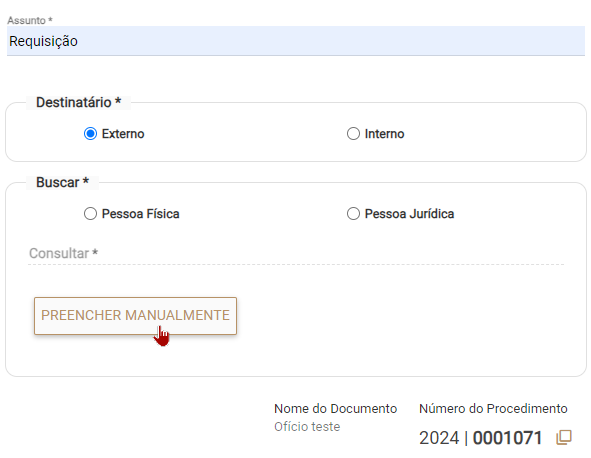 Assunto *
Requisição
Destinatário *
Externo Interno
Buscar *
Pessoa Física Pessoa Jurídica
Consultar *
PREENCHER MANUALMENTE
Nome do Documento Número do Procedimento
Ofício teste
2024 | 0001071